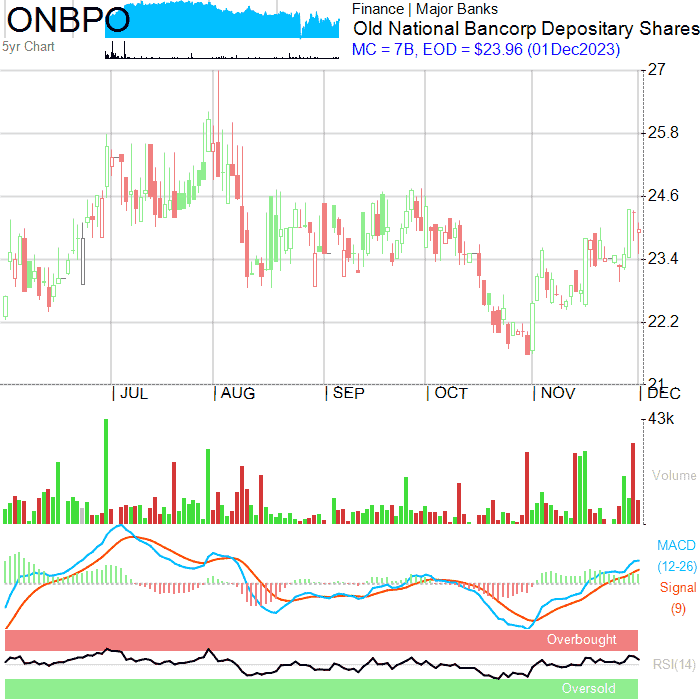 ONBPO
5yr Chart
Finance | Major Banks
Old National Bancorp Depositary Shares
MC = 7B, EOD = $23.96 (01Dec2023)
27
25.8
24.6
23.4
22.2
21
| JUL
| AUG
| SEP
| OCT
| NOV
| DEC
43k
Volume
MACD
(12-26)
Signal
(9)
Overbought
RSI(14)
Oversold